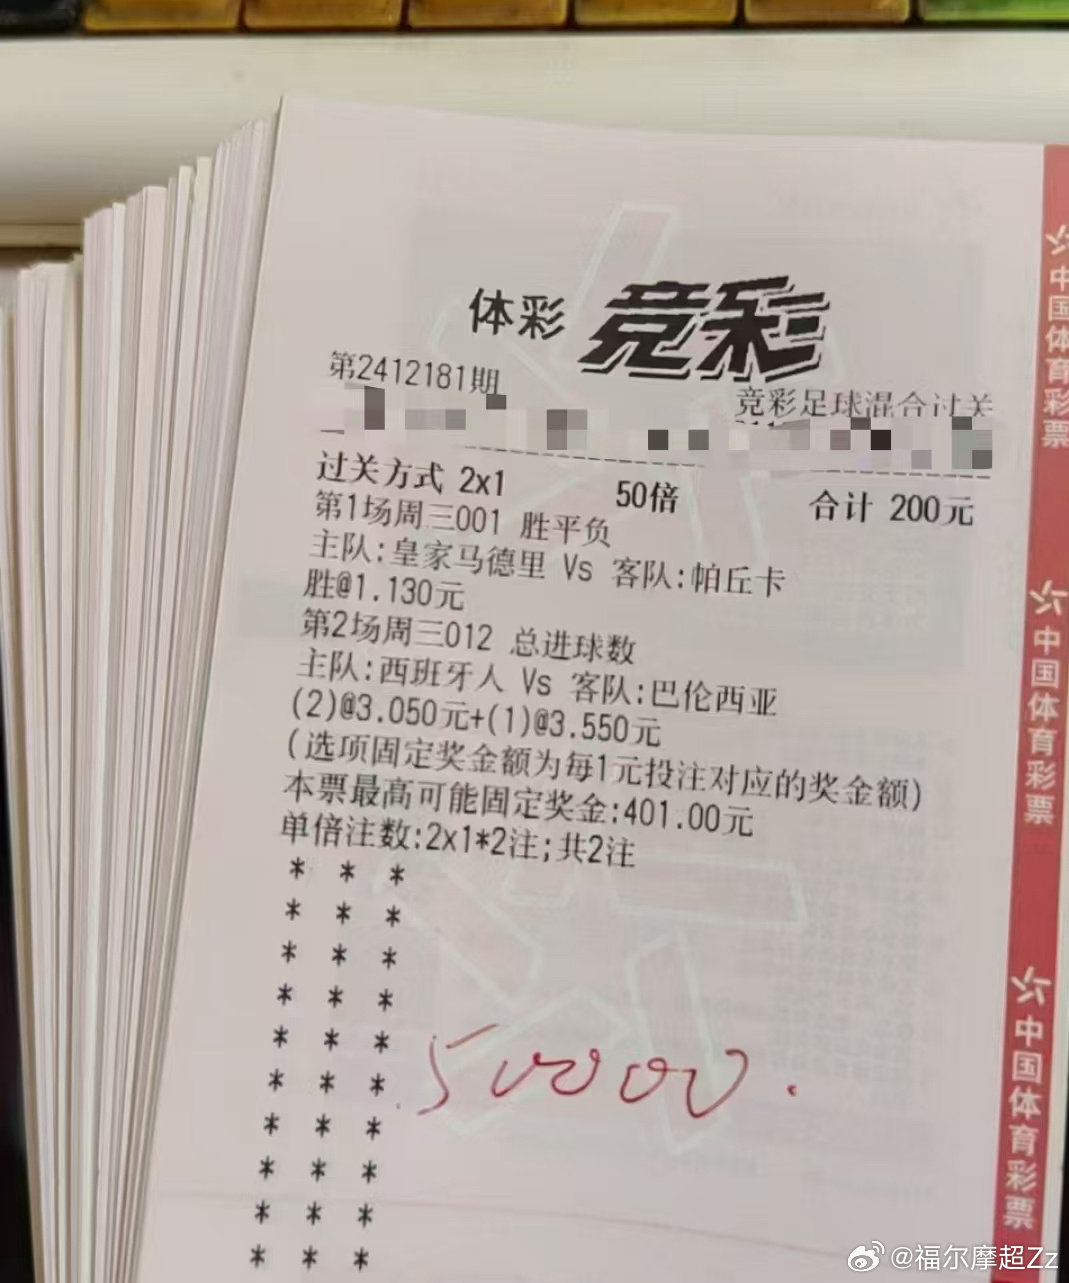 体彩 竞彩
第2412181期
竞彩足球混合过关
过关方式 2x1 50倍 合计 200元
第1场周三001 胜平负
主队:皇家马德里 Vs 客队:帕丘卡
胜@1.130元
第2场周三012 总进球数
主队:西班牙人 Vs 客队:巴伦西亚
(2)@3.050元+(1)@3.550元
(选项固定奖金额为每1元投注对应的奖金额)
本票最高可能固定奖金:401.00元
单倍注数:2x1*2注;共2注
* * *
* * *
* * *
* * *
* * *
* * *
* * *
* * *
* * *
* * *
50000.
中国体育彩票
中国体育彩票
中国体育彩票
@福尔摩超Zz